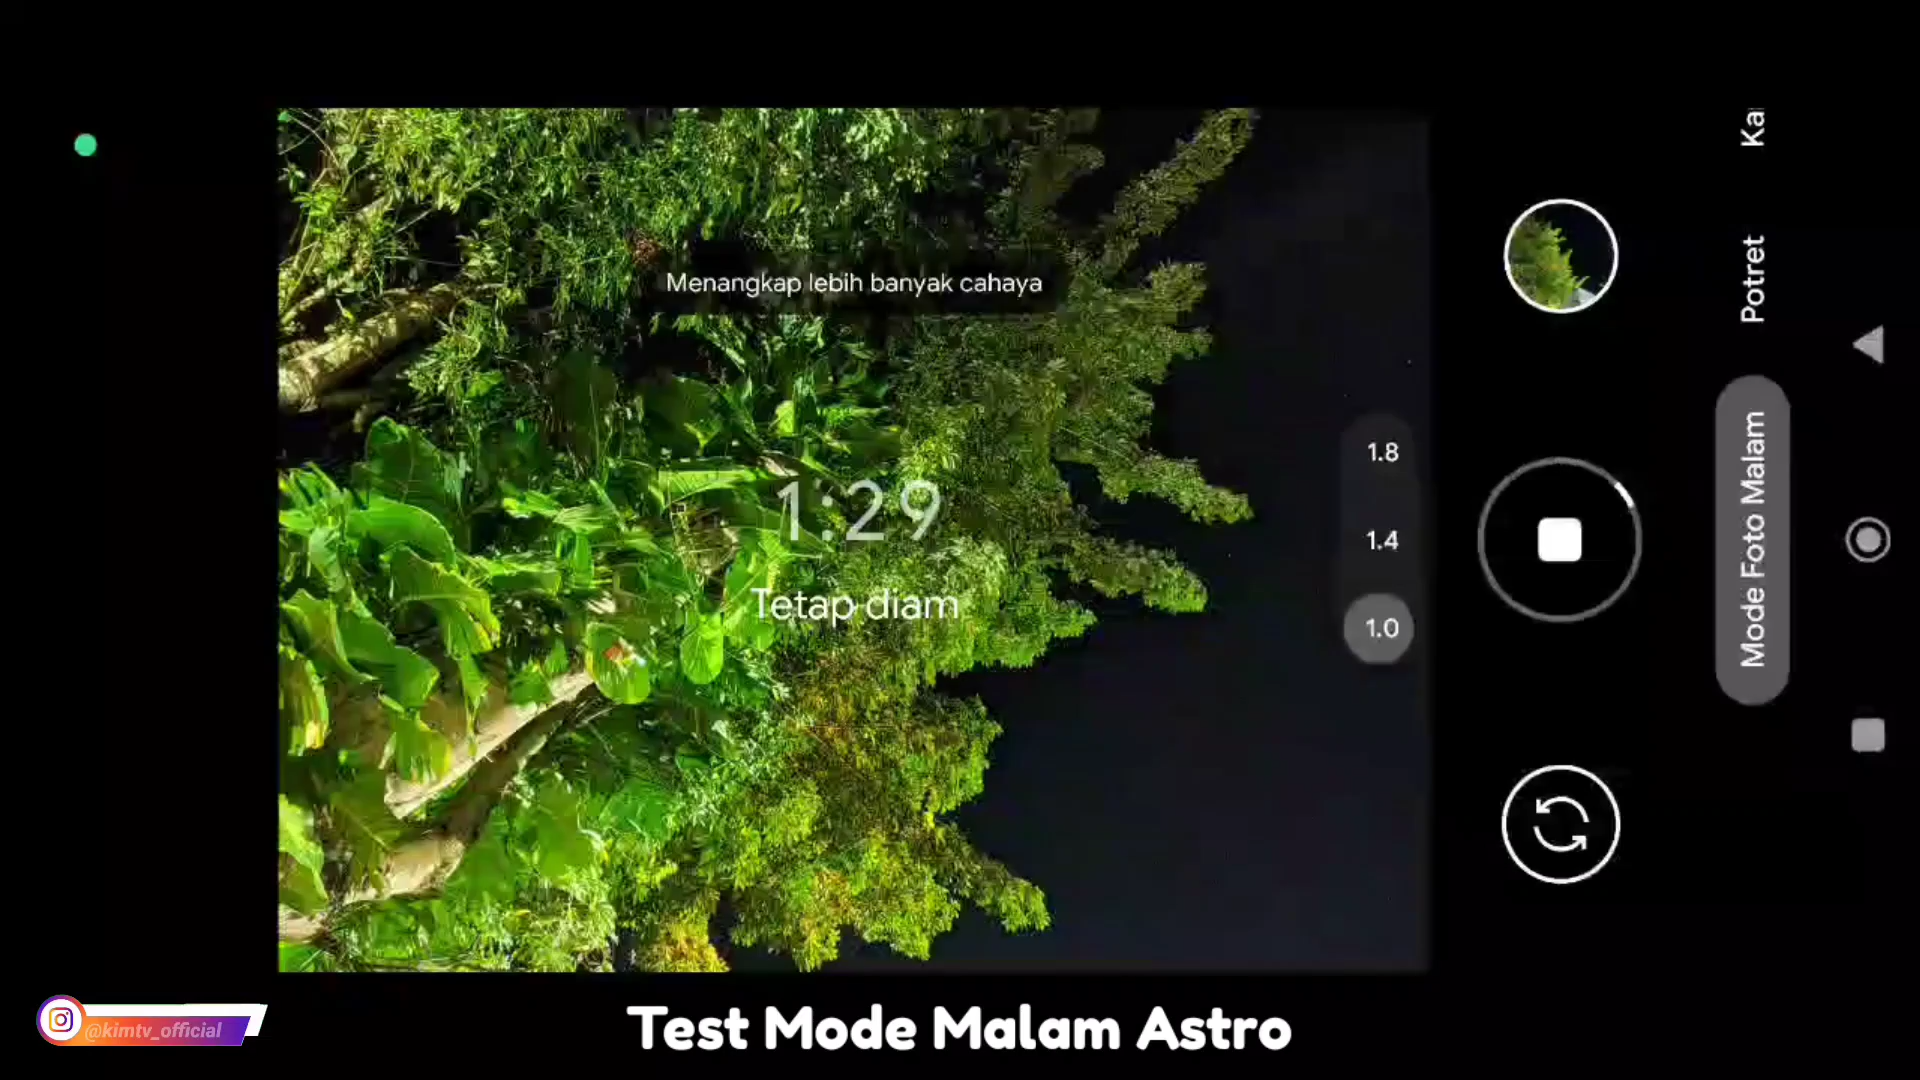 Menangkap lebih banyak cahaya
1:29
Tetap diam
1.8
1.4
1.0
Ka
Potret
Mode Foto Malam
@kimtv_official
Test Mode Malam Astro